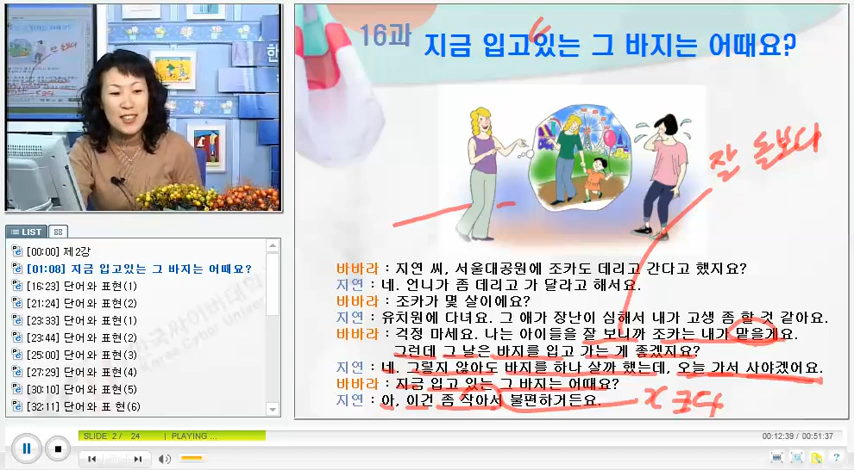 16과 지금 입고있는 그 바지는 어때요?
잘 돌보다
바바라 : 지연 씨, 서울대공원에 조카도 데리고 간다고 했지요?
지연 : 네. 언니가 좀 데리고 가 달라고 해서요.
바바라 : 조카가 몇 살이에요?
지연 : 유치원에 다녀요. 그 애가 장난이 심해서 내가 고생 좀 할 것 같아요.
바바라 : 걱정 마세요. 나는 아이들을 잘 보니까 조카는 내가 맡을게요.
그런데 그 날은 바지를 입고 가는 게 좋겠지요?
지연 : 네. 그렇지 않아도 바지를 하나 살까 했는데, 오늘 가서 사야겠어요.
바바라 : 지금 입고 있는 그 바지는 어때요?
지연 : 아, 이건 좀 작아서 불편하거든요.
x 크다
LIST
[00:00] 제2강
[01:08] 지금 입고있는 그 바지는 어때요?
[16:23] 단어와 표현(1)
[21:24] 단어와 표현(2)
[23:33] 단어와 표현(1)
[23:44] 단어와 표현(2)
[25:00] 단어와 표현(3)
[27:29] 단어와 표현(4)
[30:10] 단어와 표현(5)
[32:11] 단어와 표 현(6)
SLIDE 2 / 24 | PLAYING ...
00:12:39 / 00:51:37